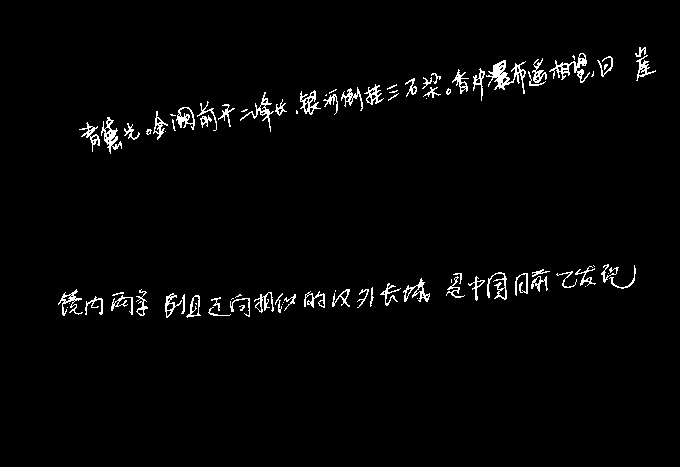 青黛光。金阙前开二峰长，银河倒挂三石梁。香炉瀑布遥相望，回崖
境内两条 到且走向相似的汉外长城 是中国目前已发现